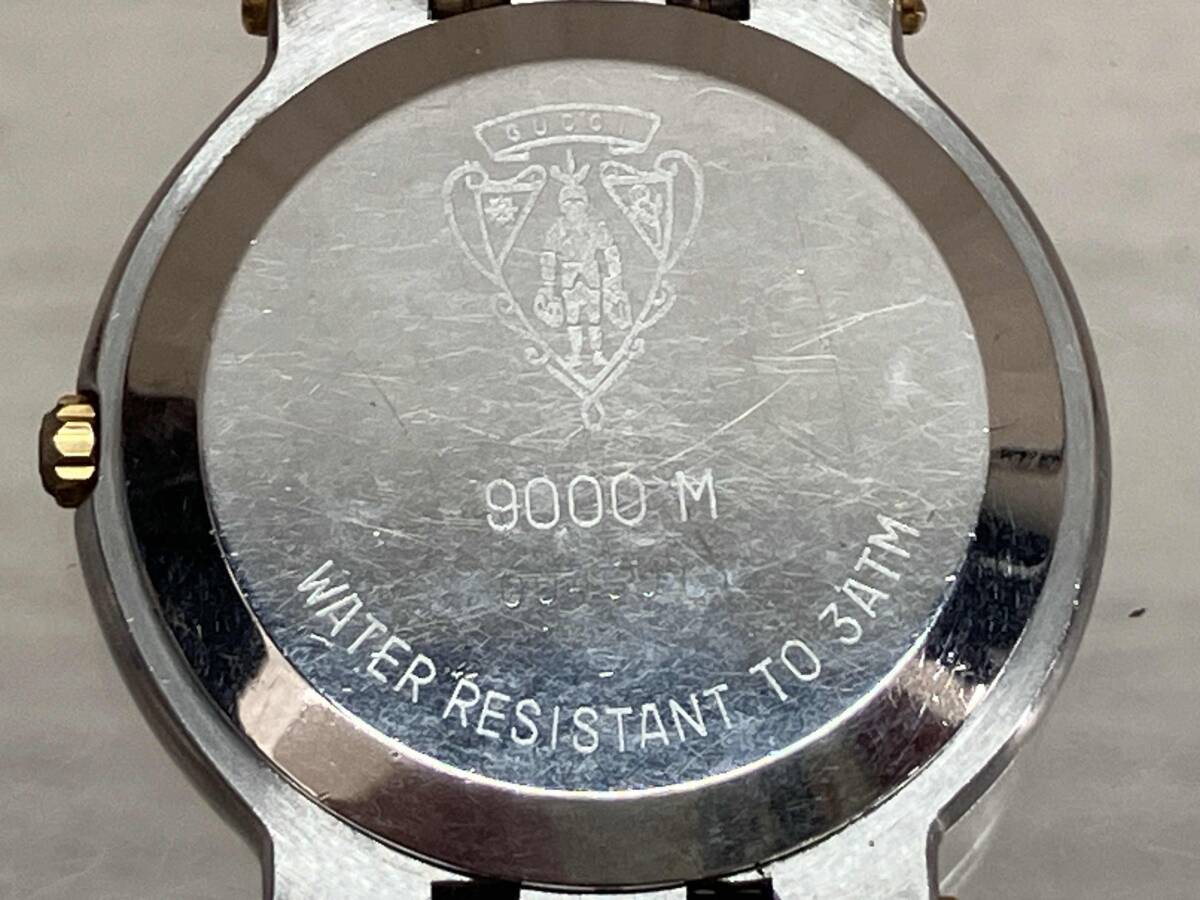 GUCCI
9000 M
WATER RESISTANT TO 3ATM